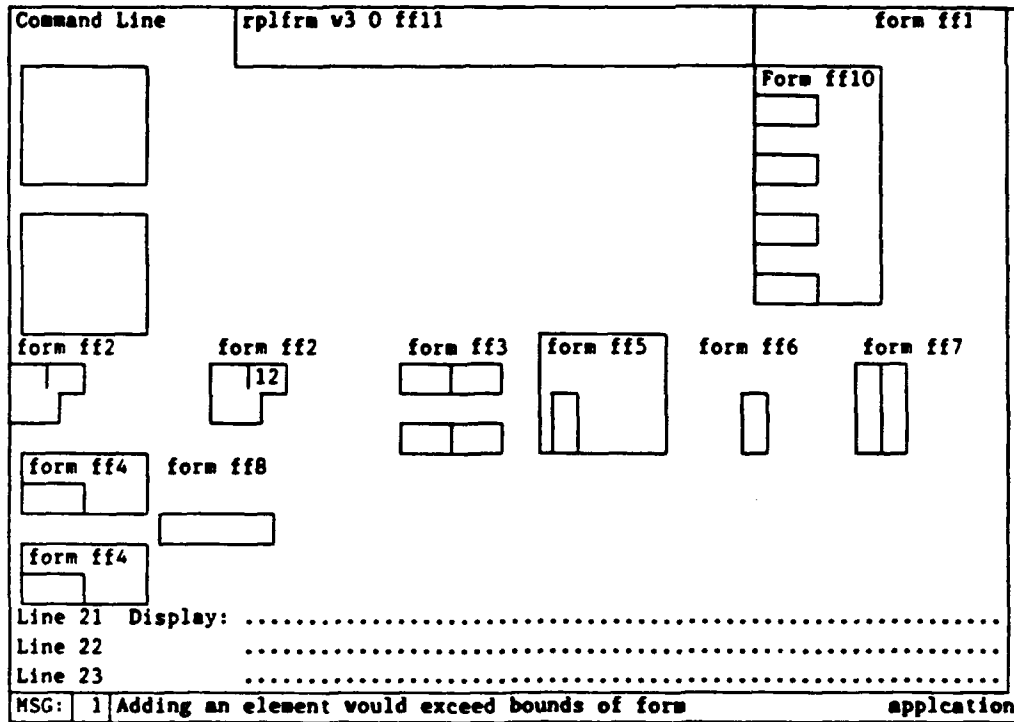 Command Line rplfrm v3 0 ff11 form ff1
Form ff10
form ff2 form ff2 form ff3 form ff5 form ff6 form ff7
12
form ff4 form ff8
form ff4
Line 21 Display: ................................................................
Line 22 ................................................................
Line 23 ................................................................
MSG: 1 Adding an element would exceed bounds of form applcation